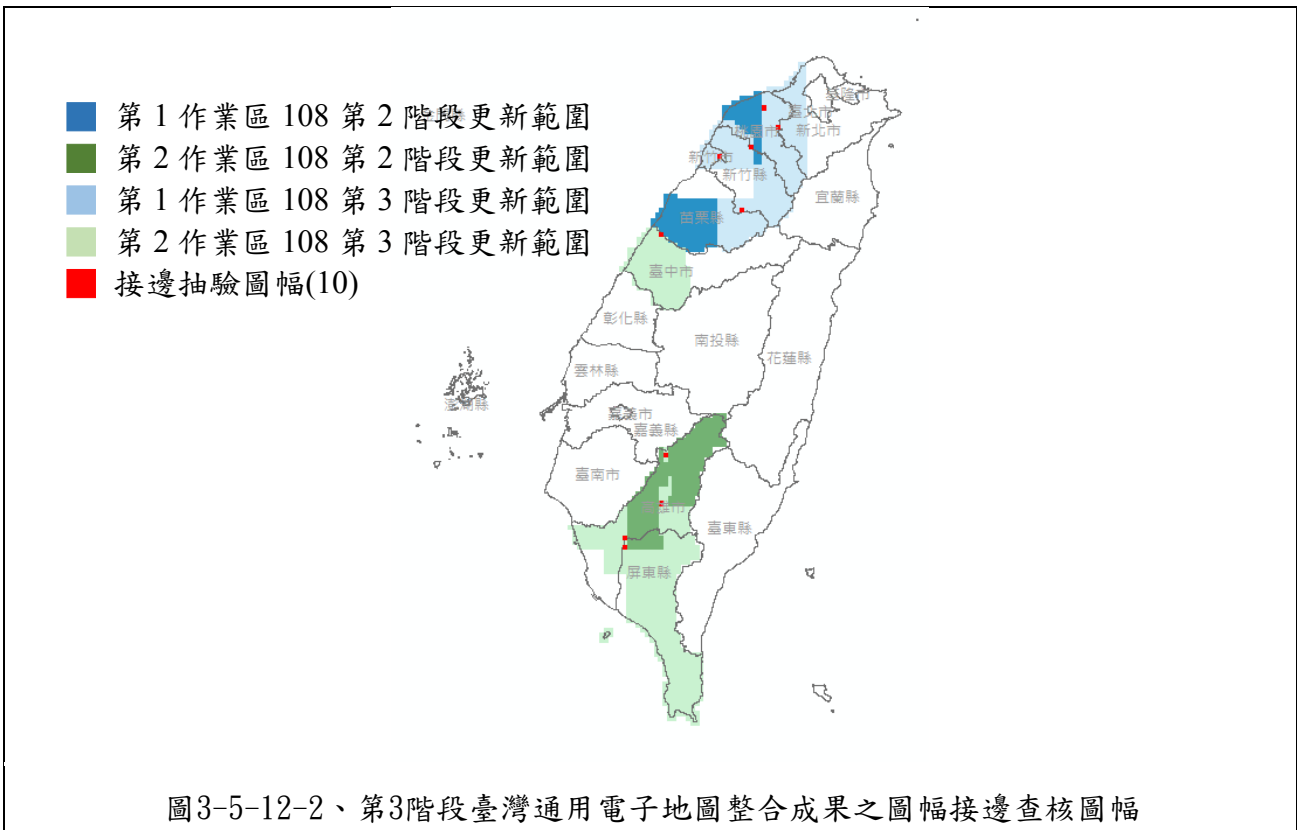 第 1 作業區 108 第 2 階段更新範圍
第 2 作業區 108 第 2 階段更新範圍
第 1 作業區 108 第 3 階段更新範圍
第 2 作業區 108 第 3 階段更新範圍
接邊抽驗圖幅(10)
基隆市
臺北市
新北市
桃園市
新竹市
新竹縣
宜蘭縣
苗栗縣
臺中市
彰化縣
南投縣
花蓮縣
雲林縣
澎湖縣
嘉義市
嘉義縣
臺南市
高雄市
臺東縣
屏東縣
圖3-5-12-2、第3階段臺灣通用電子地圖整合成果之圖幅接邊查核圖幅